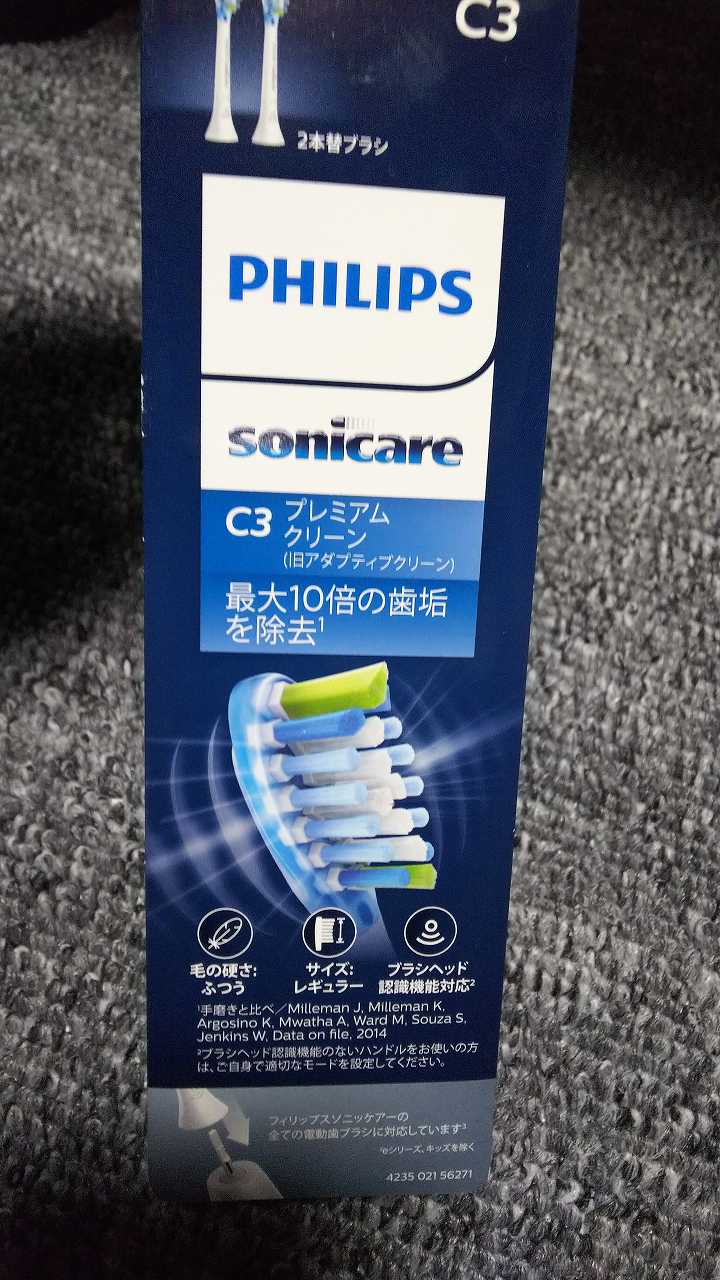 C3
2本替ブラシ
PHILIPS
sonicare
C3 プレミアム
クリーン
(旧アダプティブクリーン)
最大10倍の歯垢
を除去¹
毛の硬さ:
ふつう
サイズ:
レギュラー
ブラシヘッド
認識機能対応²
¹手磨きと比べ/Milleman J, Milleman K,
Argosino K, Mwatha A, Ward M, Souza S,
Jenkins W, Data on file, 2014
²ブラシヘッド認識機能のないハンドルをお使いの方
は、ご自身で適切なモードを設定してください。
フィリップスソニッケアーの
全ての電動歯ブラシに対応しています³
³eシリーズ、キッズを除く
4235 021 56271